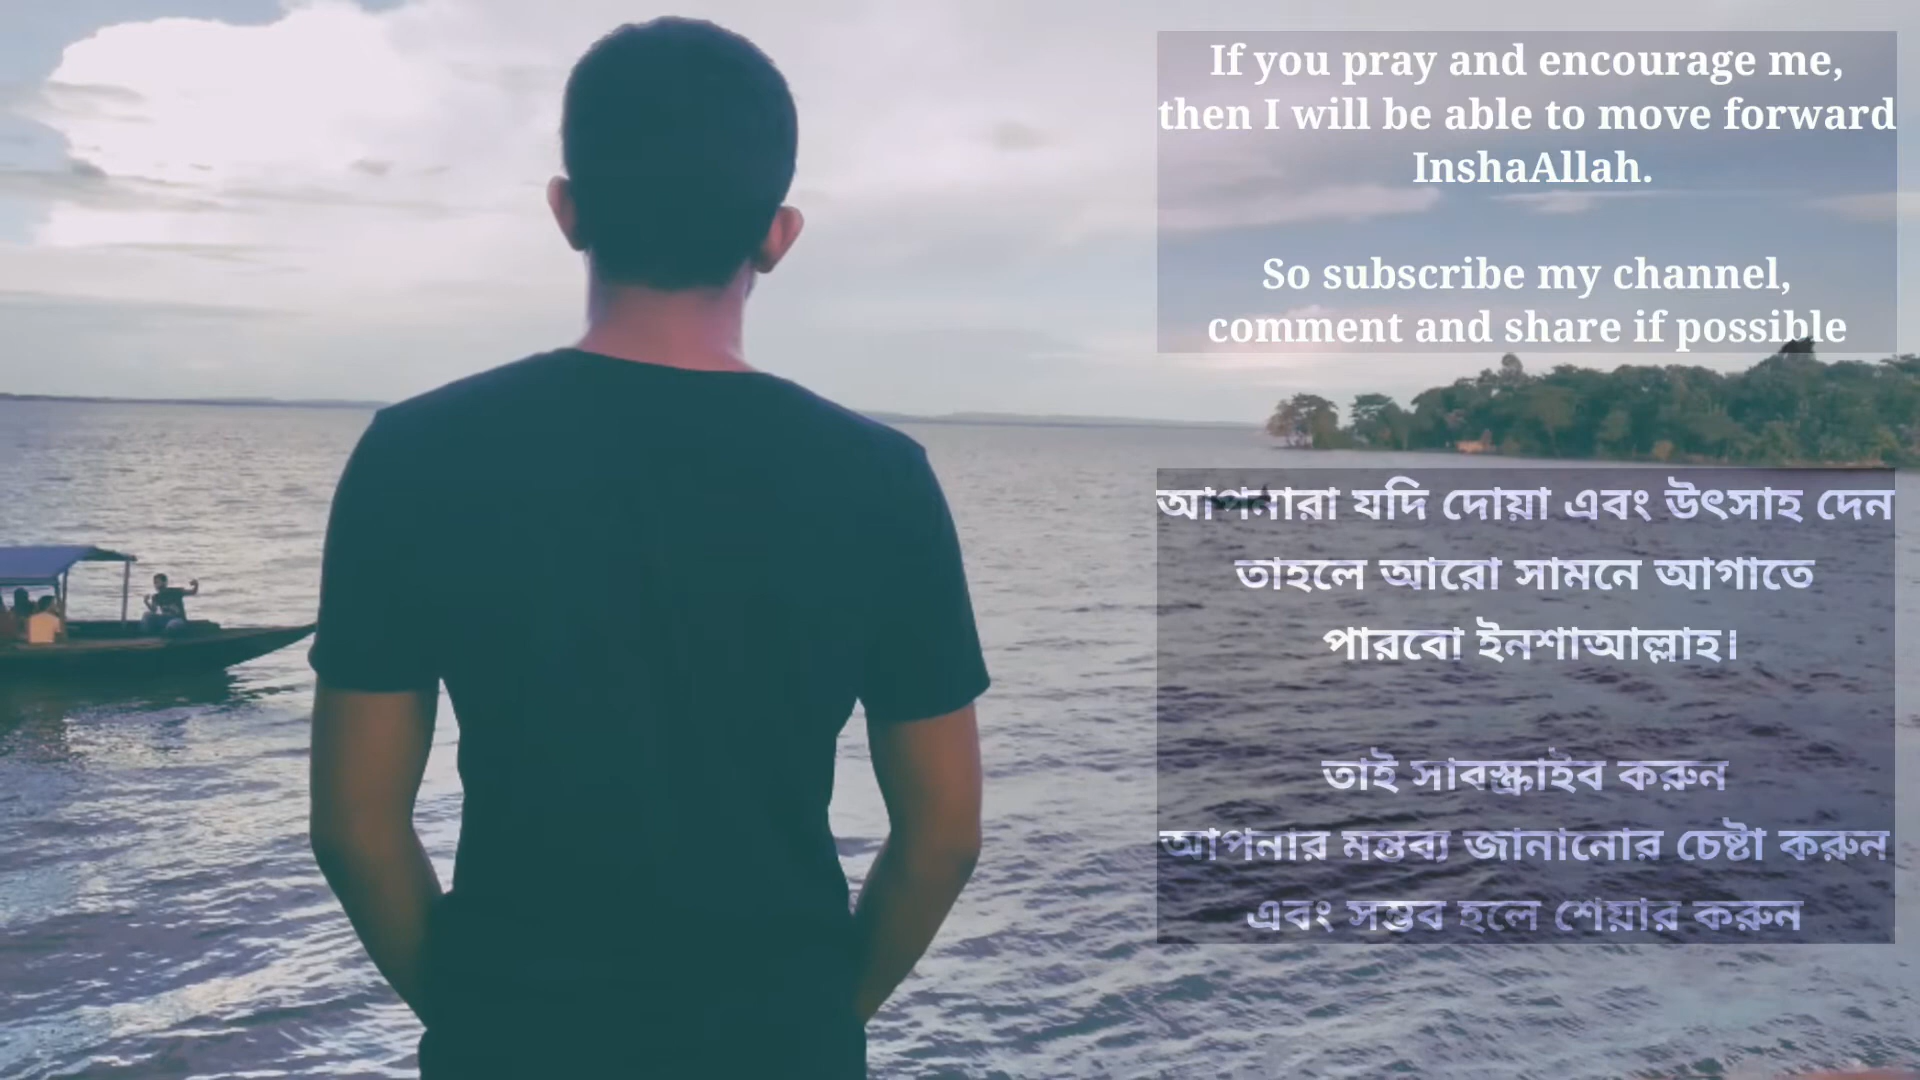 If you pray and encourage me,
then I will be able to move forward
InshaAllah.
So subscribe my channel,
comment and share if possible
আপনারা যদি দোয়া এবং উৎসাহ দেন
তাহলে আরো সামনে আগাতে
পারবো ইনশাআল্লাহ।
তাই সাবস্ক্রাইব করুন
আপনার মন্তব্য জানানোর চেষ্টা করুন
এবং সম্ভব হলে শেয়ার করুন